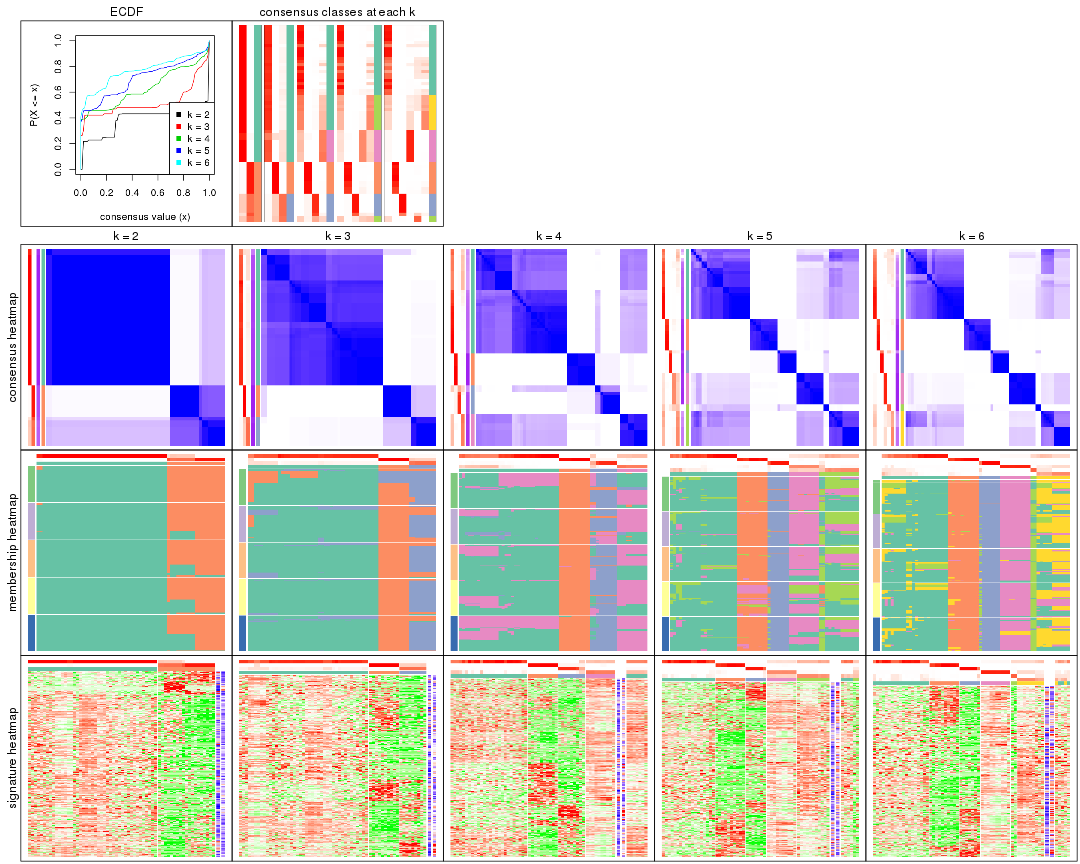 ECDF
consensus classes at each k
P(X <= x)
0.0 0.2 0.4 0.6 0.8 1.0
k = 2
k = 3
k = 4
k = 5
k = 6
0.0 0.2 0.4 0.6 0.8 1.0
consensus value (x)
k = 2
k = 3
k = 4
k = 5
k = 6
consensus heatmap
membership heatmap
signature heatmap